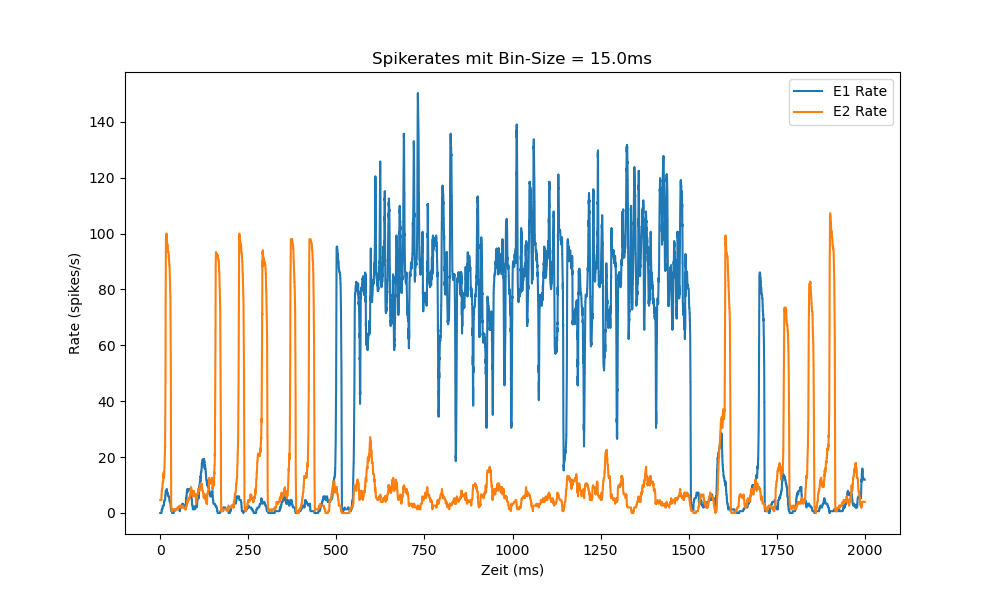 Spikerates mit Bin-Size = 15.0ms
E1 Rate
E2 Rate
Rate (spikes/s)
140
120
100
80
60
40
20
0
0 250 500 750 1000 1250 1500 1750 2000
Zeit (ms)